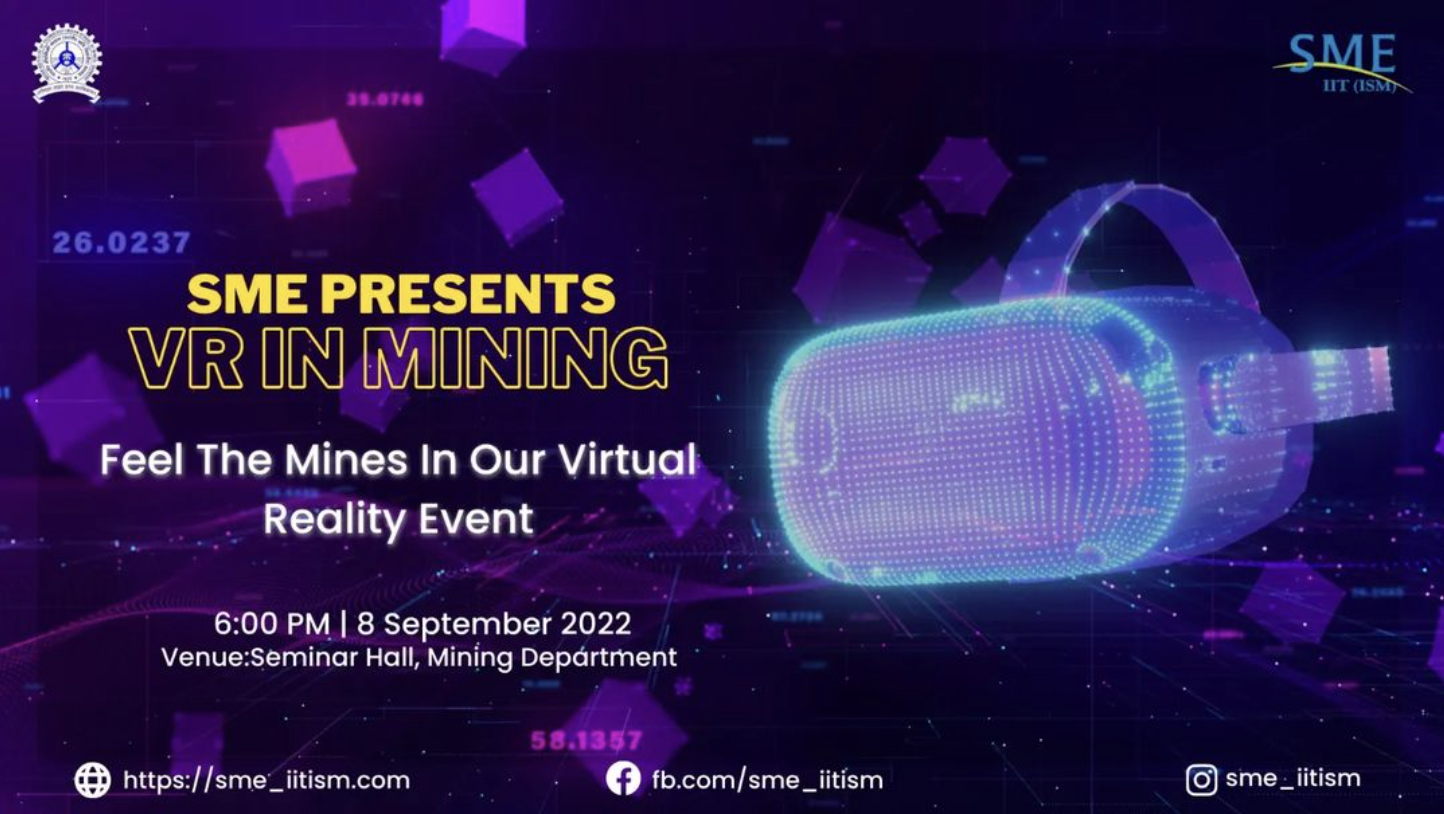 SME
IIT (ISM)
35.0746
26.0237
SME PRESENTS
VR IN MINING
Feel The Mines In Our Virtual
Reality Event
6:00 PM | 8 September 2022
Venue:Seminar Hall, Mining Department
58.1357
https://sme_iitism.com
fb.com/sme_iitism
sme_iitism